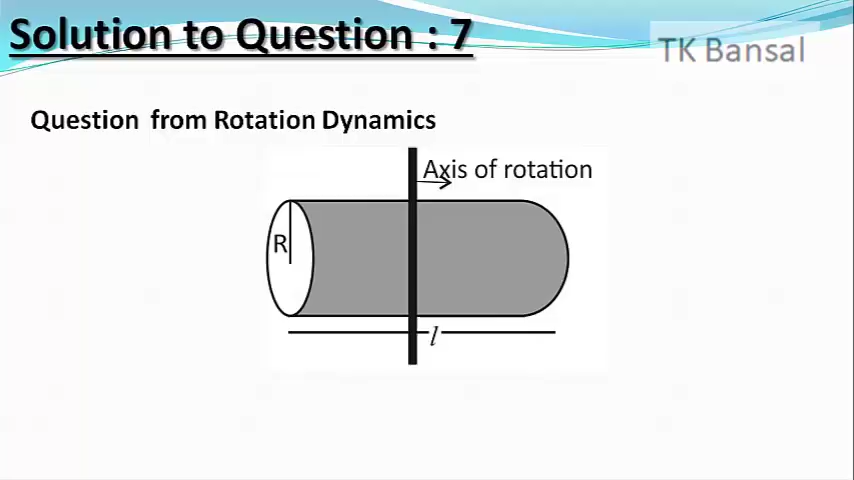 Solution to Question : 7
TK Bansal
Question from Rotation Dynamics
Axis of rotation
R
l